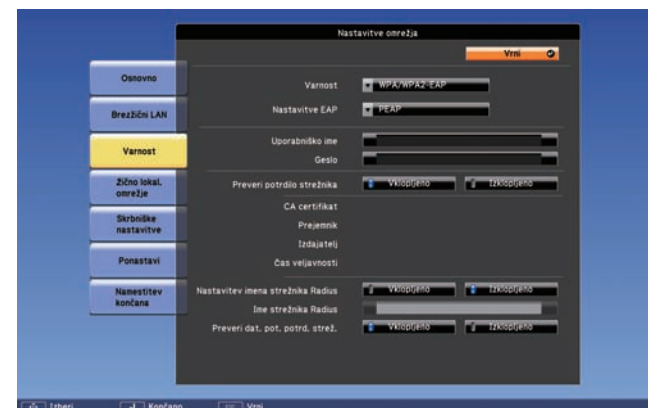 Nastavitve omrežja
Vrni
Osnovno
Brezžični LAN
Varnost
Žično lokal.
omrežje
Skrbniške
nastavitve
Ponastavi
Namestitev
končana
Varnost WPA/WPA2-EAP
Nastavitve EAP PEAP
Uporabniško ime
Geslo
Preveri potrdilo strežnika Vklopljeno Izklopljeno
CA certifikat
Prejemnik
Izdajatelj
Čas veljavnosti
Nastavitev imena strežnika Radius Vklopljeno Izklopljeno
Ime strežnika Radius
Preveri dat. pot. potrd. strež. Vklopljeno Izklopljeno
Izberi Končano Vrni